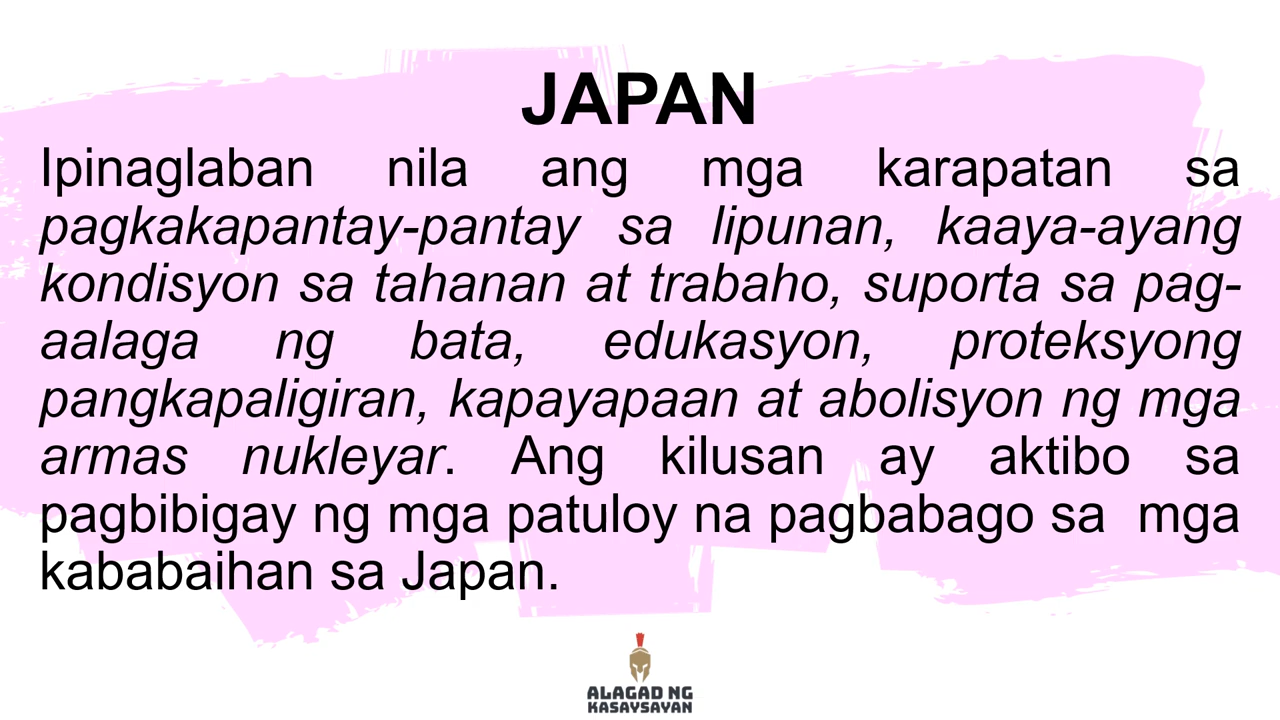 JAPAN
Ipinaglaban nila ang mga karapatan sa
pagkakapantay-pantay sa lipunan, kaaya-ayang
kondisyon sa tahanan at trabaho, suporta sa pag-
aalaga ng bata, edukasyon, proteksyong
pangkapaligiran, kapayapaan at abolisyon ng mga
armas nukleyar. Ang kilusan ay aktibo sa
pagbibigay ng mga patuloy na pagbabago sa mga
kababaihan sa Japan.
ALAGAD NG
KASAYSAYAN